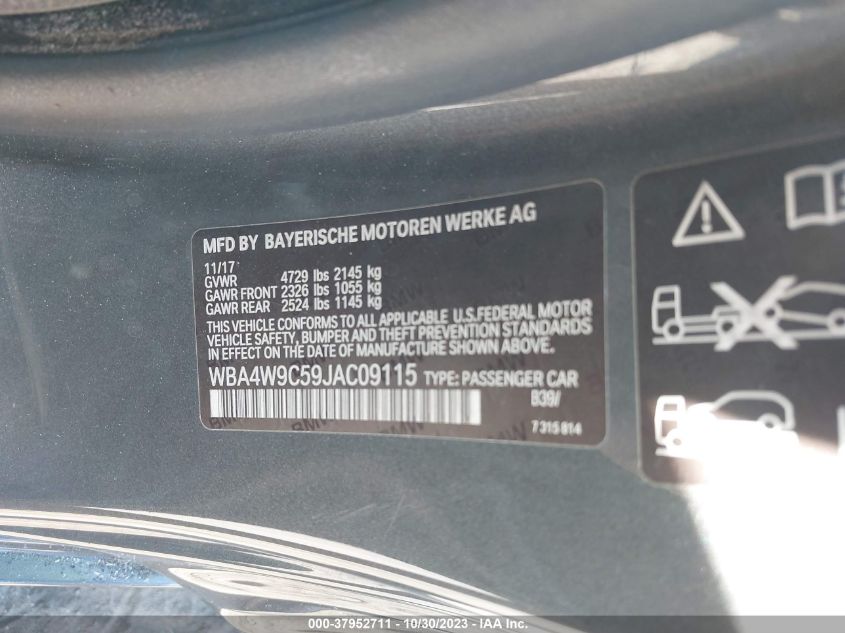 MFD BY BAYERISCHE MOTOREN WERKE AG
11/17
GVWR 4729 lbs 2145 kg
GAWR FRONT 2326 lbs 1055 kg
GAWR REAR 2524 lbs 1145 kg
THIS VEHICLE CONFORMS TO ALL APPLICABLE U.S.FEDERAL MOTOR
VEHICLE SAFETY, BUMPER AND THEFT PREVENTION STANDARDS
IN EFFECT ON THE DATE OF MANUFACTURE SHOWN ABOVE.
WBA4W9C59JAC09115 TYPE: PASSENGER CAR
B39/
7 315 814
000-37952711 - 10/30/2023 - IAA Inc.